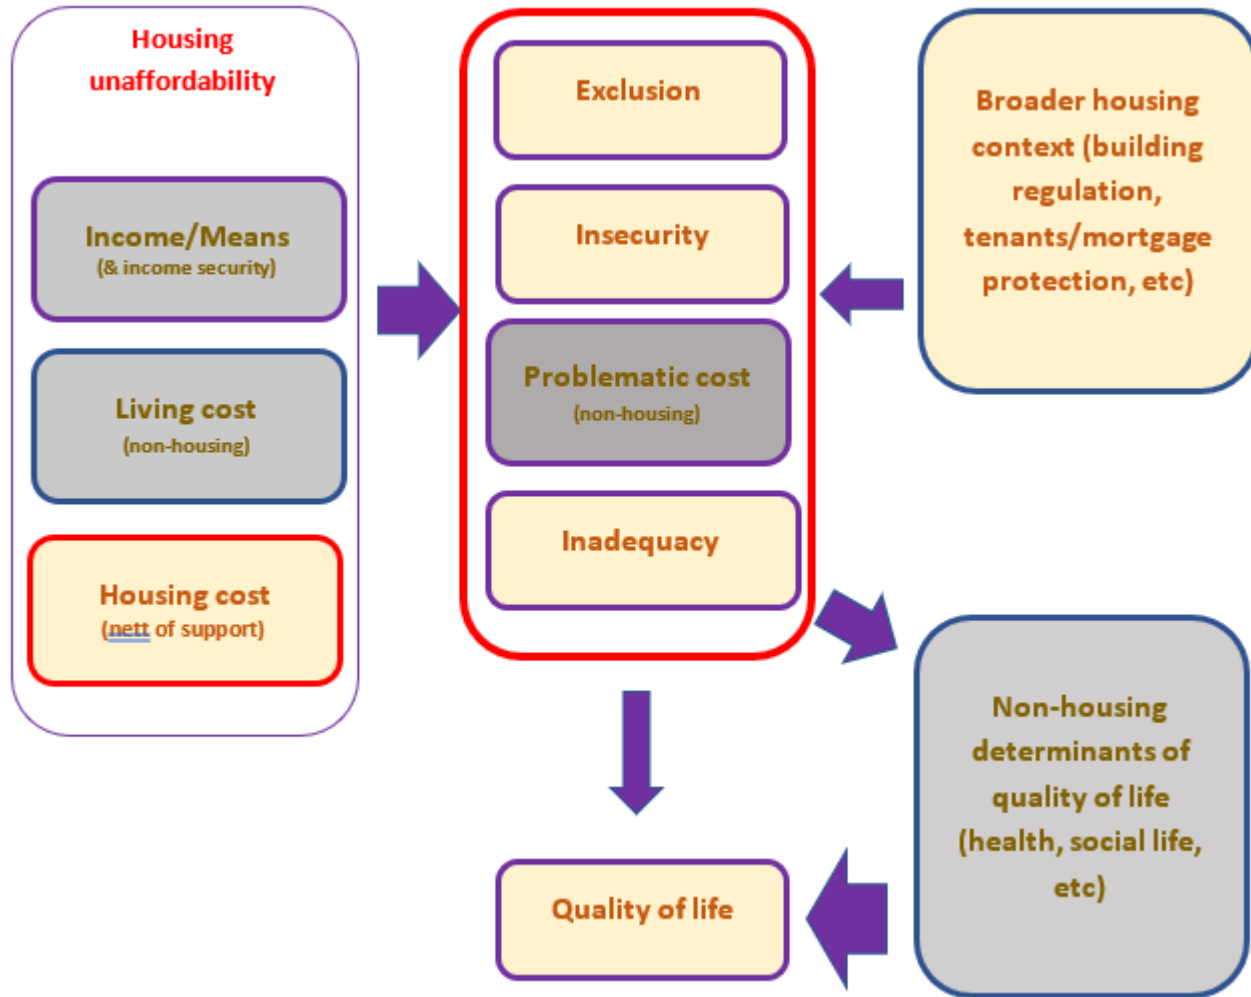 Housing
unaffordability
Income/Means
(& income security)
Living cost
(non-housing)
Housing cost
(nett of support)
Exclusion
Insecurity
Problematic cost
(non-housing)
Inadequacy
Broader housing
context (building
regulation,
tenants/mortgage
protection, etc)
Non-housing
determinants of
quality of life
(health, social life,
etc)
Quality of life